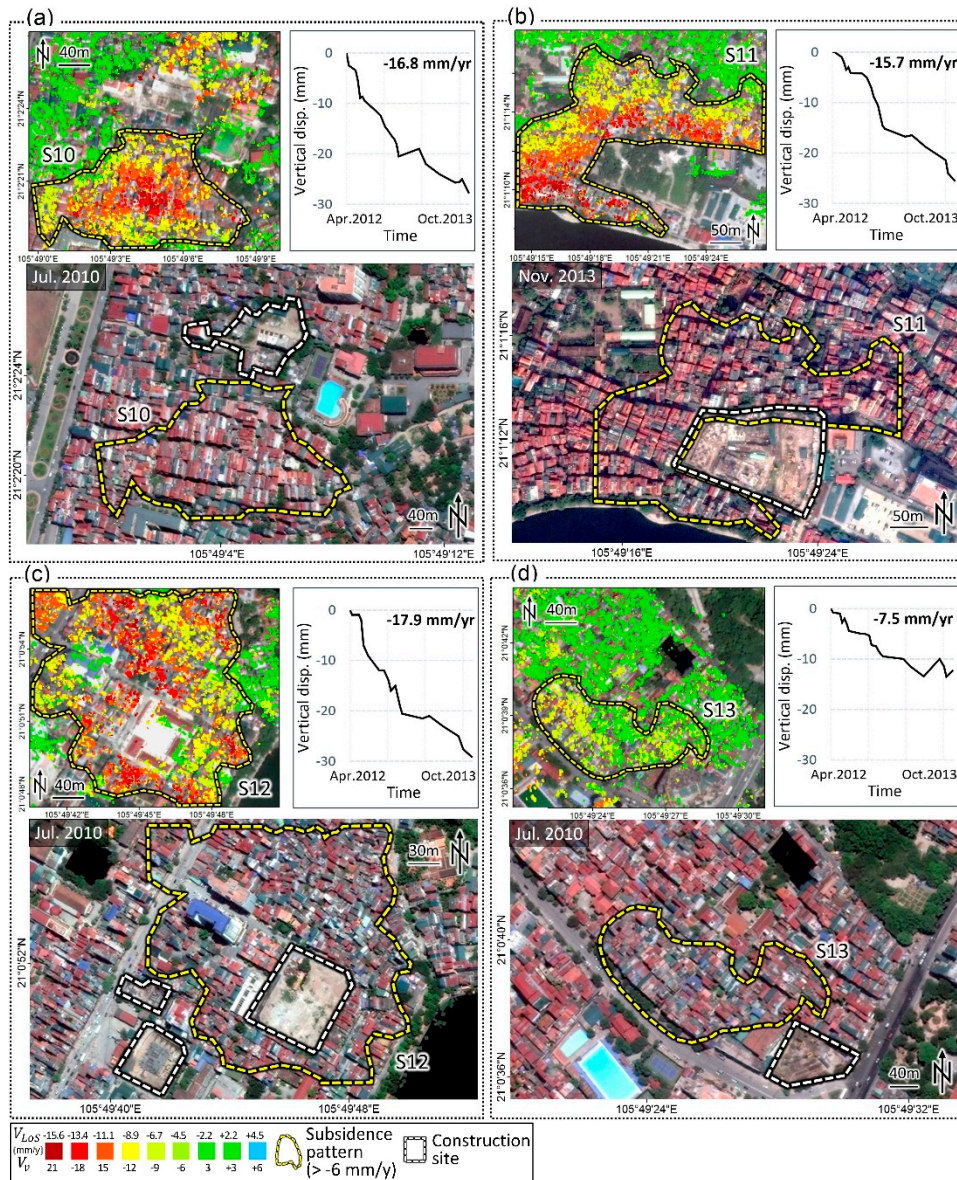 (a)
N
40m
S10
21°2'24"N
21°2'21"N
105°49'0"E
105°49'3"E
105°49'6"E
105°49'9"E
0
-10
-20
-30
Vertical disp. (mm)
-16.8 mm/yr
Apr.2012
Oct.2013
Time
Jul. 2010
S10
21°2'24"N
21°2'20"N
40m
N
105°49'4"E
105°49'12"E
(b)
S11
21°1'14"N
21°1'10"N
50m
N
105°49'15"E
105°49'18"E
105°49'21"E
105°49'24"E
0
-10
-20
-30
Vertical disp. (mm)
-15.7 mm/yr
Apr.2012
Oct.2013
Time
Nov. 2013
S11
21°1'16"N
21°1'12"N
50m
N
105°49'16"E
105°49'24"E
(c)
21°0'54"N
21°0'51"N
21°0'48"N
N
40m
S12
105°49'42"E
105°49'45"E
105°49'48"E
0
-10
-20
-30
Vertical disp. (mm)
-17.9 mm/yr
Apr.2012
Oct.2013
Time
Jul. 2010
30m
N
21°0'52"N
S12
105°49'40"E
105°49'48"E
(d)
N
40m
S13
21°0'42"N
21°0'39"N
21°0'36"N
105°49'24"E
105°49'27"E
105°49'30"E
0
-10
-20
-30
Vertical disp. (mm)
-7.5 mm/yr
Apr.2012
Oct.2013
Time
Jul. 2010
S13
21°0'40"N
21°0'36"N
40m
N
105°49'24"E
105°49'32"E
V_LoS -15.6 -13.4 -11.1 -8.9 -6.7 -4.5 -2.2 +2.2 +4.5
(mm/y)
V_v 21 -18 15 -12 -9 -6 3 +3 +6
Subsidence
pattern
(> -6 mm/y)
Construction
site